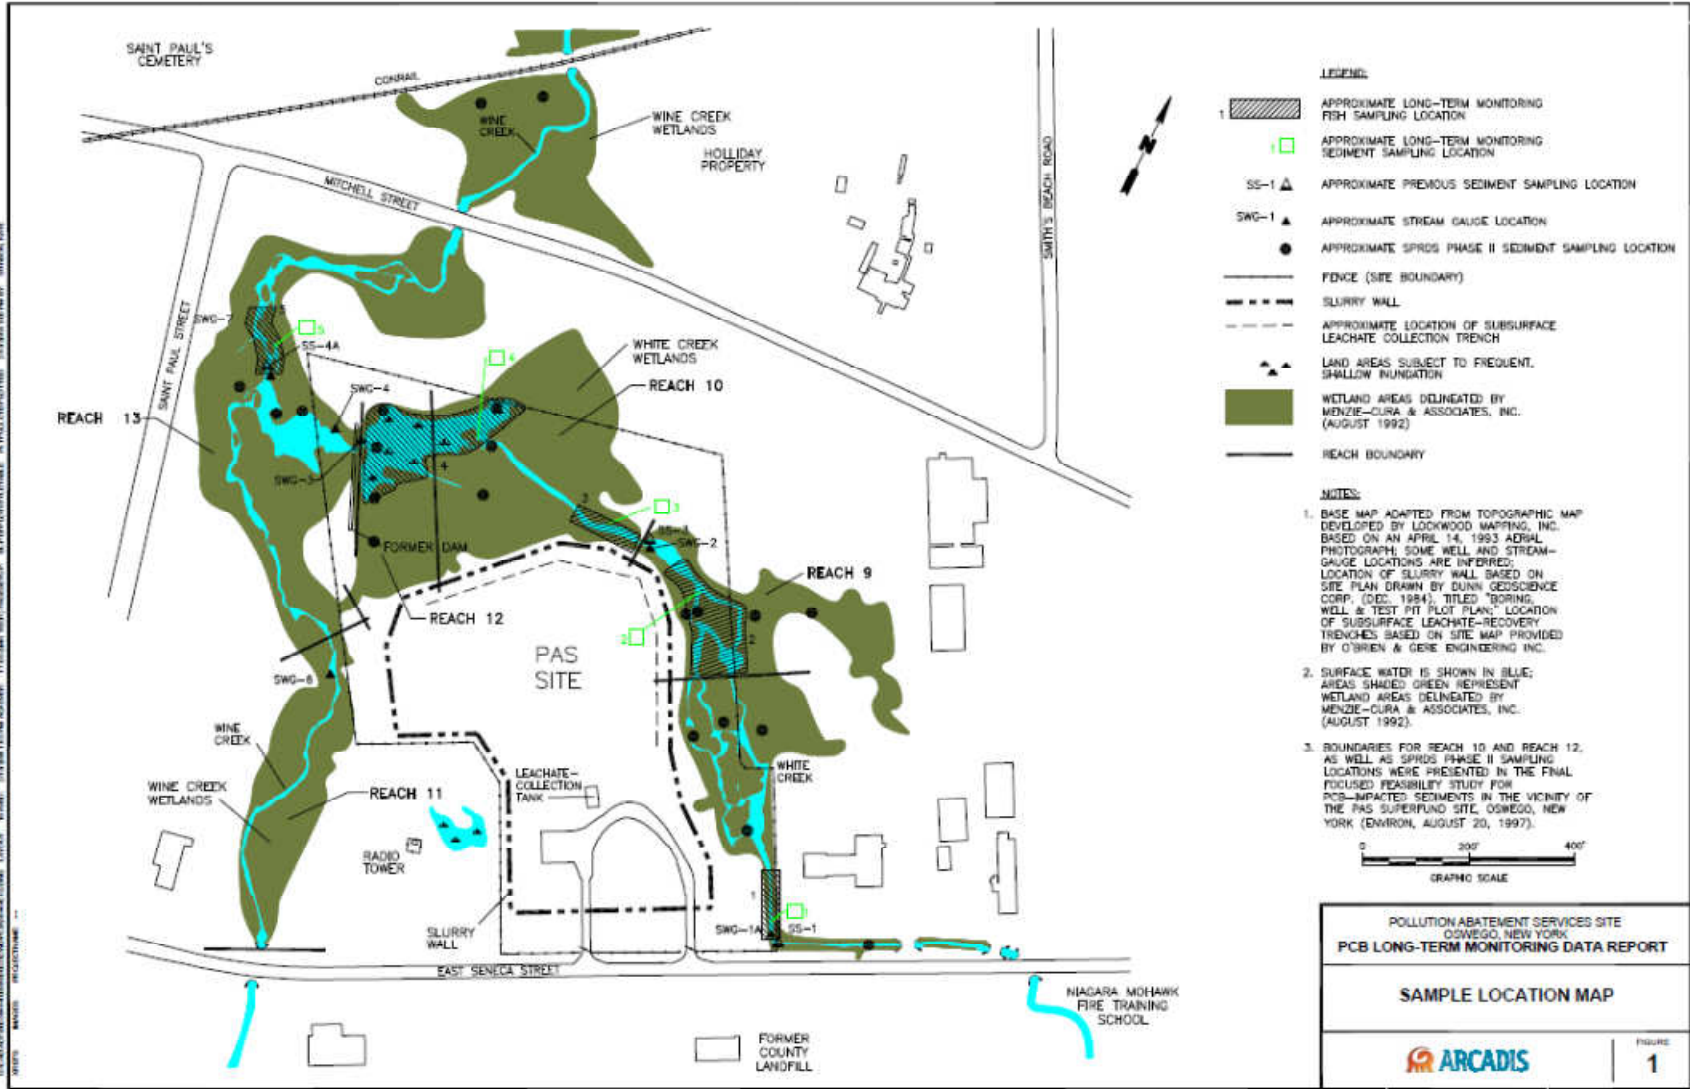 SAINT PAUL'S
CEMETERY
CONRAIL
WINE
CREEK
WINE CREEK
WETLANDS
HOLLIDAY
PROPERTY
MITCHELL STREET
SMITH'S BEACH ROAD
SAINT PAUL STREET
N
SWG-7
5
5
SS-4A
4
WHITE CREEK
WETLANDS
REACH 10
SWG-4
REACH 13
SWG-3
4
3
3
SS-3
SWG-2
FORMER DAM
REACH 9
REACH 12
2
2
PAS
SITE
SWG-6
WINE
CREEK
WINE CREEK
WETLANDS
REACH 11
LEACHATE-
COLLECTION
TANK
WHITE
CREEK
RADIO
TOWER
1
1
SWG-1A
SS-1
SLURRY
WALL
EAST SENECA STREET
NIAGARA MOHAWK
FIRE TRAINING
SCHOOL
FORMER
COUNTY
LANDFILL
LEGEND:
1
APPROXIMATE LONG-TERM MONITORING
FISH SAMPLING LOCATION
1
APPROXIMATE LONG-TERM MONITORING
SEDIMENT SAMPLING LOCATION
SS-1
APPROXIMATE PREVIOUS SEDIMENT SAMPLING LOCATION
SWG-1
APPROXIMATE STREAM GAUGE LOCATION
APPROXIMATE SPRDS PHASE II SEDIMENT SAMPLING LOCATION
FENCE (SITE BOUNDARY)
SLURRY WALL
APPROXIMATE LOCATION OF SUBSURFACE
LEACHATE COLLECTION TRENCH
LAND AREAS SUBJECT TO FREQUENT,
SHALLOW INUNDATION
WETLAND AREAS DELINEATED BY
MENZIE-CURA & ASSOCIATES, INC.
(AUGUST 1992)
REACH BOUNDARY
NOTES:
1. BASE MAP ADAPTED FROM TOPOGRAPHIC MAP
DEVELOPED BY LOCKWOOD MAPPING, INC.
BASED ON AN APRIL 14, 1993 AERIAL
PHOTOGRAPH; SOME WELL AND STREAM-
GAUGE LOCATIONS ARE INFERRED;
LOCATION OF SLURRY WALL BASED ON
SITE PLAN DRAWN BY DUNN GEOSCIENCE
CORP. (DEC. 1984), TITLED "BORING,
WELL & TEST PIT PLOT PLAN;" LOCATION
OF SUBSURFACE LEACHATE-RECOVERY
TRENCHES BASED ON SITE MAP PROVIDED
BY O'BRIEN & GERE ENGINEERING INC.
2. SURFACE WATER IS SHOWN IN BLUE;
AREAS SHADED GREEN REPRESENT
WETLAND AREAS DELINEATED BY
MENZIE-CURA & ASSOCIATES, INC.
(AUGUST 1992).
3. BOUNDARIES FOR REACH 10 AND REACH 12,
AS WELL AS SPRDS PHASE II SAMPLING
LOCATIONS WERE PRESENTED IN THE FINAL
FOCUSED FEASIBILITY STUDY FOR
PCB-IMPACTED SEDIMENTS IN THE VICINITY OF
THE PAS SUPERFUND SITE, OSWEGO, NEW
YORK (ENVIRON, AUGUST 20, 1997).
0 200' 400'
GRAPHIC SCALE
POLLUTION ABATEMENT SERVICES SITE
OSWEGO, NEW YORK
PCB LONG-TERM MONITORING DATA REPORT
SAMPLE LOCATION MAP
ARCADIS
FIGURE
1